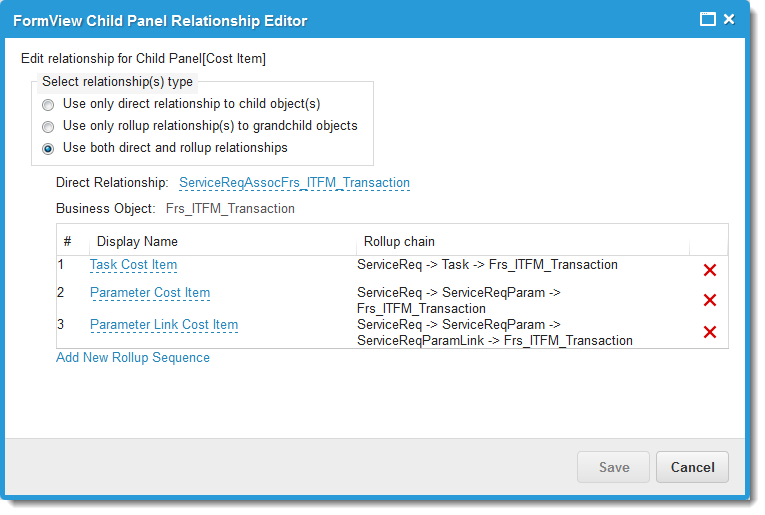 FormView Child Panel Relationship Editor
Edit relationship for Child Panel[Cost Item]
Select relationship(s) type
Use only direct relationship to child object(s)
Use only rollup relationship(s) to grandchild objects
Use both direct and rollup relationships
Direct Relationship: ServiceReqAssocFrs_ITFM_Transaction
Business Object: Frs_ITFM_Transaction
# Display Name Rollup chain
1 Task Cost Item ServiceReq -> Task -> Frs_ITFM_Transaction
2 Parameter Cost Item ServiceReq -> ServiceReqParam ->
Frs_ITFM_Transaction
3 Parameter Link Cost Item ServiceReq -> ServiceReqParam ->
ServiceReqParamLink -> Frs_ITFM_Transaction
Add New Rollup Sequence
Save Cancel